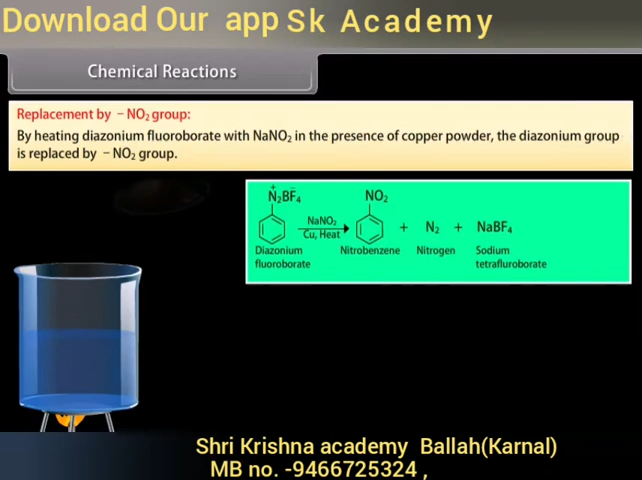 Download Our app Sk Academy
Chemical Reactions
Replacement by – NO₂ group:
By heating diazonium fluoroborate with NaNO₂ in the presence of copper powder, the diazonium group
is replaced by – NO₂ group.
N₂⁺BF₄⁻ NO₂
NaNO₂
Cu, Heat + N₂ + NaBF₄
Diazonium Nitrobenzene Nitrogen Sodium
fluoroborate tetrafluroborate
Shri Krishna academy Ballah(Karnal)
MB no. -9466725324 ,